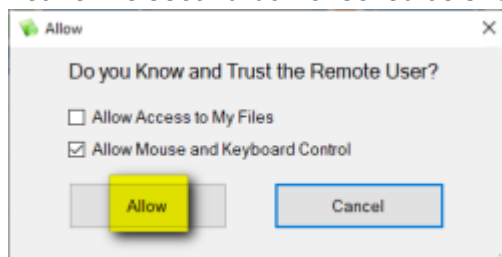 Allow
Do you Know and Trust the Remote User?
Allow Access to My Files
Allow Mouse and Keyboard Control
Allow Cancel